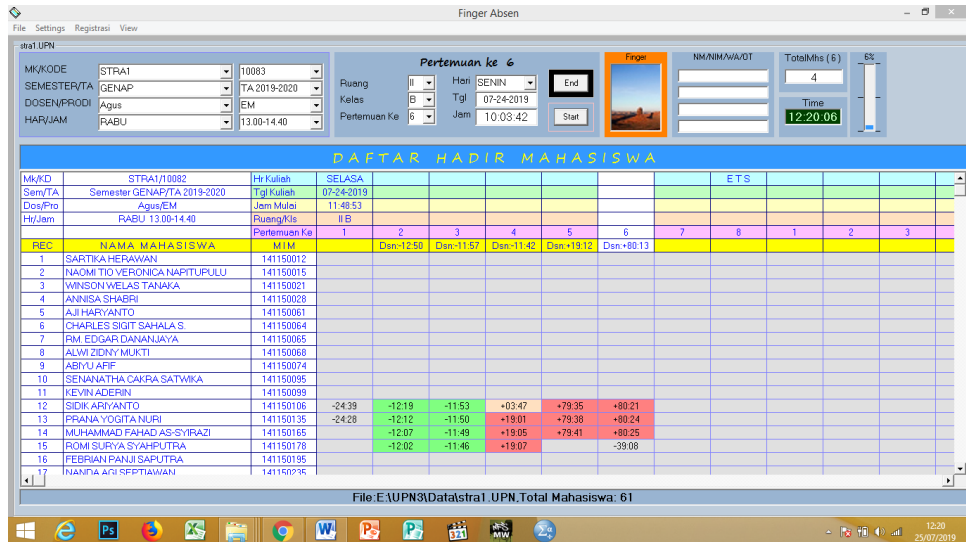 Finger Absen
File Settings Registrasi View
stra1.UPN
MK/KODE STRA1 10083
SEMESTER/TA GENAP TA 2019-2020
DOSEN/PRODI Agus EM
HAR/JAM RABU 13.00-14.40
Pertemuan ke 6
Ruang II Hari SENIN End
Kelas B Tgl 07-24-2019
Pertemuan Ke 6 Jam 10:03:42 Start
Finger
NM/NIM/WA/DT
TotalMhs ( 6 )
4
Time
12:20:06
6%
DAFTAR HADIR MAHASISWA
Mk/KD STRA1/10082 Hr Kuliah SELASA ETS
Sem/TA Semester GENAP/TA 2019-2020 Tgl Kuliah 07-24-2019
Dos/Pro Agus/EM Jam Mulai 11:48:53
Hr/Jam RABU 13.00-14.40 Ruang/Kls II B
Pertemuan Ke 1 2 3 4 5 6 7 8 1 2 3
REC NAMA MAHASISWA MIM Dsn:-12:50 Dsn:-11:57 Dsn:-11:42 Dsn:+19:12 Dsn:+80:13
1 SARTIKA HERAWAN 141150012
2 NAOMI TIO VERONICA NAPITUPULU 141150015
3 WINSON WELAS TANAKA 141150021
4 ANNISA SHABRI 141150028
5 AJI HARYANTO 141150061
6 CHARLES SIGIT SAHALA S. 141150064
7 RM. EDGAR DANANJAYA 141150065
8 ALWI ZIDNY MUKTI 141150068
9 ABIYU AFIF 141150074
10 SENANATHA CAKRA SATWIKA 141150095
11 KEVIN ADERIN 141150099
12 SIDIK ARIYANTO 141150106 -24:39 -12:19 -11:53 +03:47 +79:35 +80:21
13 PRANA YOGITA NURI 141150135 -24:28 -12:12 -11:50 +19:01 +79:38 +80:24
14 MUHAMMAD FAHAD AS-SYIRAZI 141150165 -12:07 -11:49 +19:05 +79:41 +80:25
15 ROMI SURYA SYAHPUTRA 141150178 -12:02 -11:46 +19:07 -39:08
16 FEBRIAN PANJI SAPUTRA 141150195
17 NANDA AGI SEPTIAWAN 141150235
File:E:\UPN3\Data\stra1.UPN,Total Mahasiswa: 61
12:20
25/07/2019